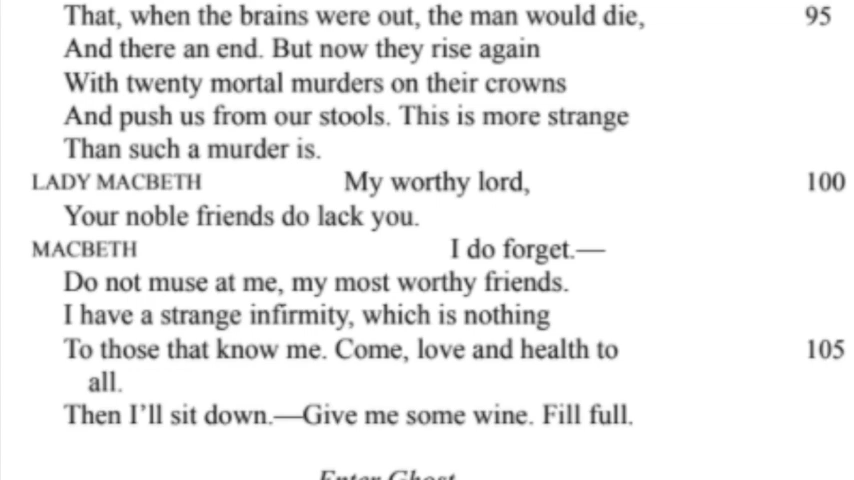 That, when the brains were out, the man would die, 95
And there an end. But now they rise again
With twenty mortal murders on their crowns
And push us from our stools. This is more strange
Than such a murder is.
LADY MACBETH My worthy lord, 100
Your noble friends do lack you.
MACBETH I do forget.—
Do not muse at me, my most worthy friends.
I have a strange infirmity, which is nothing
To those that know me. Come, love and health to 105
all.
Then I’ll sit down.—Give me some wine. Fill full.
Enter Ghost.